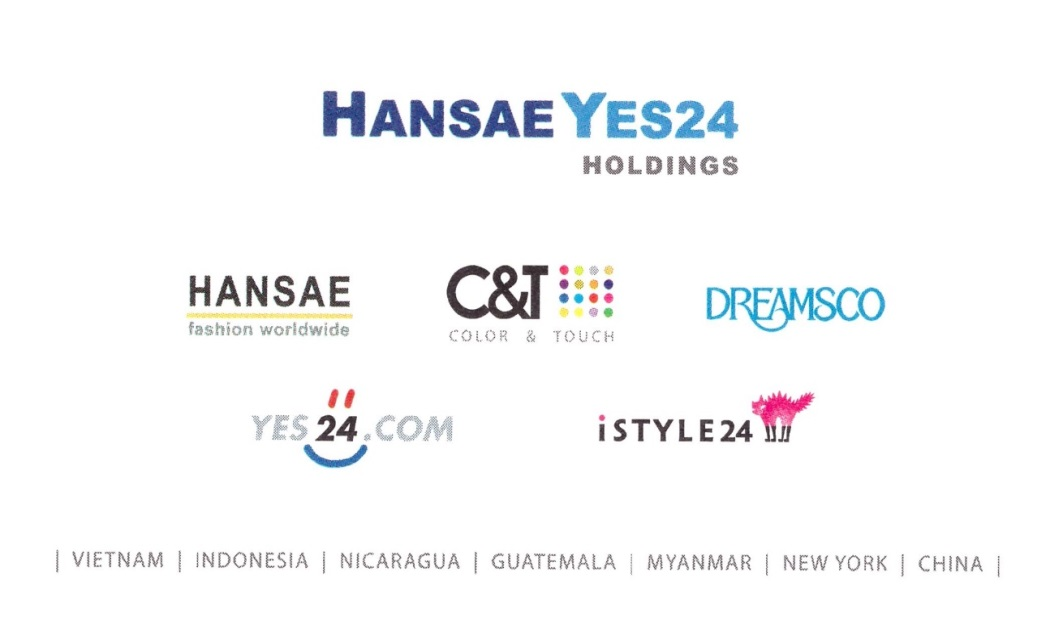 HANSAE YES24
HOLDINGS
HANSAE
fashion worldwide
C&T
COLOR & TOUCH
DREAMSCO
YES24.COM
iSTYLE24
| VIETNAM | INDONESIA | NICARAGUA | GUATEMALA | MYANMAR | NEW YORK | CHINA |